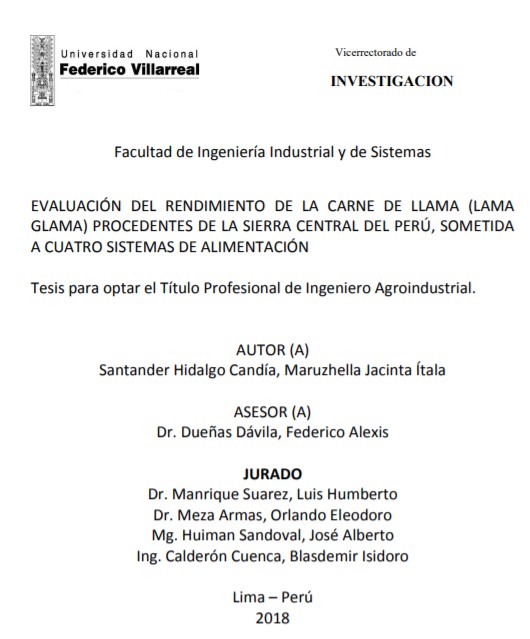 Universidad Nacional
Federico Villarreal
Vicerrectorado de
INVESTIGACION
Facultad de Ingeniería Industrial y de Sistemas
EVALUACIÓN DEL RENDIMIENTO DE LA CARNE DE LLAMA (LAMA
GLAMA) PROCEDENTES DE LA SIERRA CENTRAL DEL PERÚ, SOMETIDA
A CUATRO SISTEMAS DE ALIMENTACIÓN
Tesis para optar el Título Profesional de Ingeniero Agroindustrial.
AUTOR (A)
Santander Hidalgo Candía, Maruzhella Jacinta Ítala
ASESOR (A)
Dr. Dueñas Dávila, Federico Alexis
JURADO
Dr. Manrique Suarez, Luis Humberto
Dr. Meza Armas, Orlando Eleodoro
Mg. Huiman Sandoval, José Alberto
Ing. Calderón Cuenca, Blasdemir Isidoro
Lima – Perú
2018